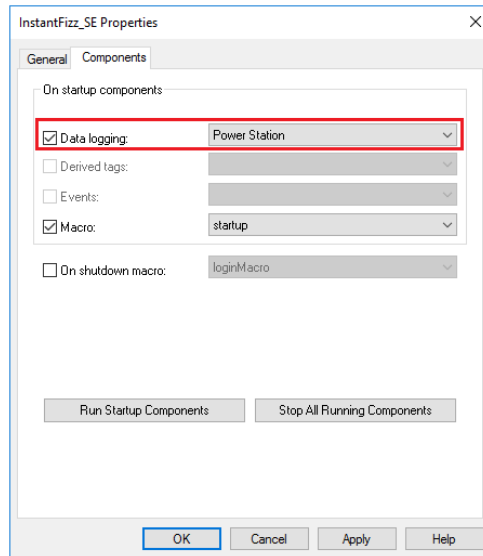 InstantFizz_SE Properties
General Components
On startup components
Data logging: Power Station
Derived tags:
Events:
Macro: startup
On shutdown macro: loginMacro
Run Startup Components Stop All Running Components
OK Cancel Apply Help